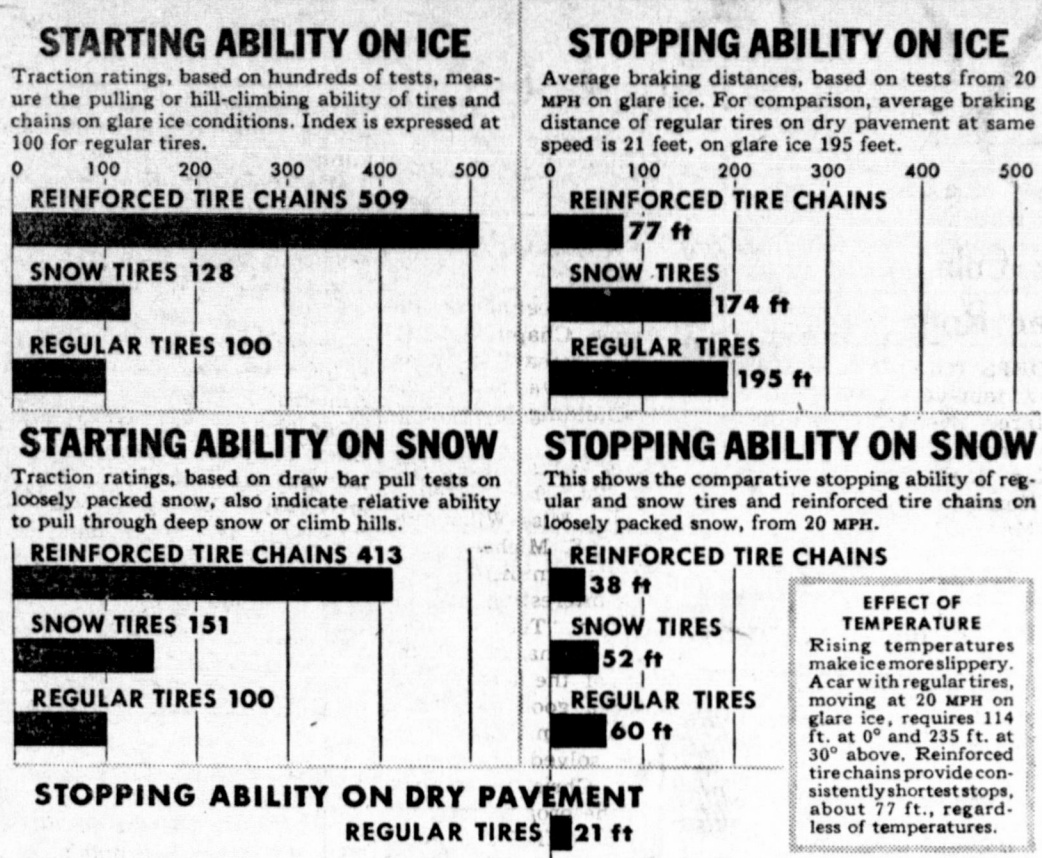 STARTING ABILITY ON ICE
Traction ratings, based on hundreds of tests, meas-
ure the pulling or hill-climbing ability of tires and
chains on glare ice conditions. Index is expressed at
100 for regular tires.
0 100 200 300 400 500
REINFORCED TIRE CHAINS 509
SNOW TIRES 128
REGULAR TIRES 100
STOPPING ABILITY ON ICE
Average braking distances, based on tests from 20
MPH on glare ice. For comparison, average braking
distance of regular tires on dry pavement at same
speed is 21 feet, on glare ice 195 feet.
0 100 200 300 400 500
REINFORCED TIRE CHAINS
77 ft
SNOW TIRES
174 ft
REGULAR TIRES
195 ft
STARTING ABILITY ON SNOW
Traction ratings, based on draw bar pull tests on
loosely packed snow, also indicate relative ability
to pull through deep snow or climb hills.
REINFORCED TIRE CHAINS 413
SNOW TIRES 151
REGULAR TIRES 100
STOPPING ABILITY ON SNOW
This shows the comparative stopping ability of reg-
ular and snow tires and reinforced tire chains on
loosely packed snow, from 20 MPH.
REINFORCED TIRE CHAINS
38 ft
SNOW TIRES
52 ft
REGULAR TIRES
60 ft
EFFECT OF
TEMPERATURE
Rising temperatures
make ice more slippery.
A car with regular tires,
moving at 20 MPH on
glare ice, requires 114
ft. at 0° and 235 ft. at
30° above. Reinforced
tire chains provide con-
sistently shortest stops,
about 77 ft., regard-
less of temperatures.
STOPPING ABILITY ON DRY PAVEMENT
REGULAR TIRES 21 ft